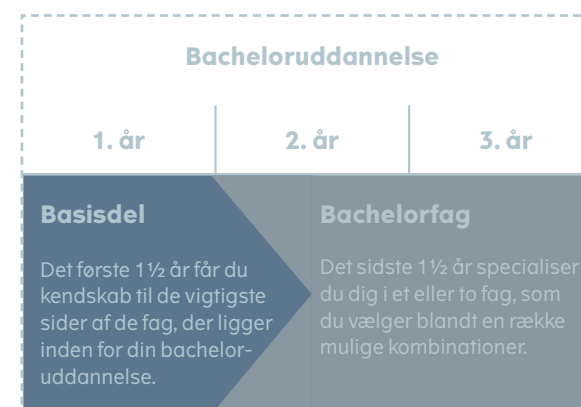 Bacheloruddannelse
1. år
2. år
3. år
Basisdel
Det første 1½ år får du
kendskab til de vigtigste
sider af de fag, der ligger
inden for din bachelor-
uddannelse.
Bachelorfag
Det sidste 1½ år specialiser
du dig i et eller to fag, som
du vælger blandt en række
mulige kombinationer.